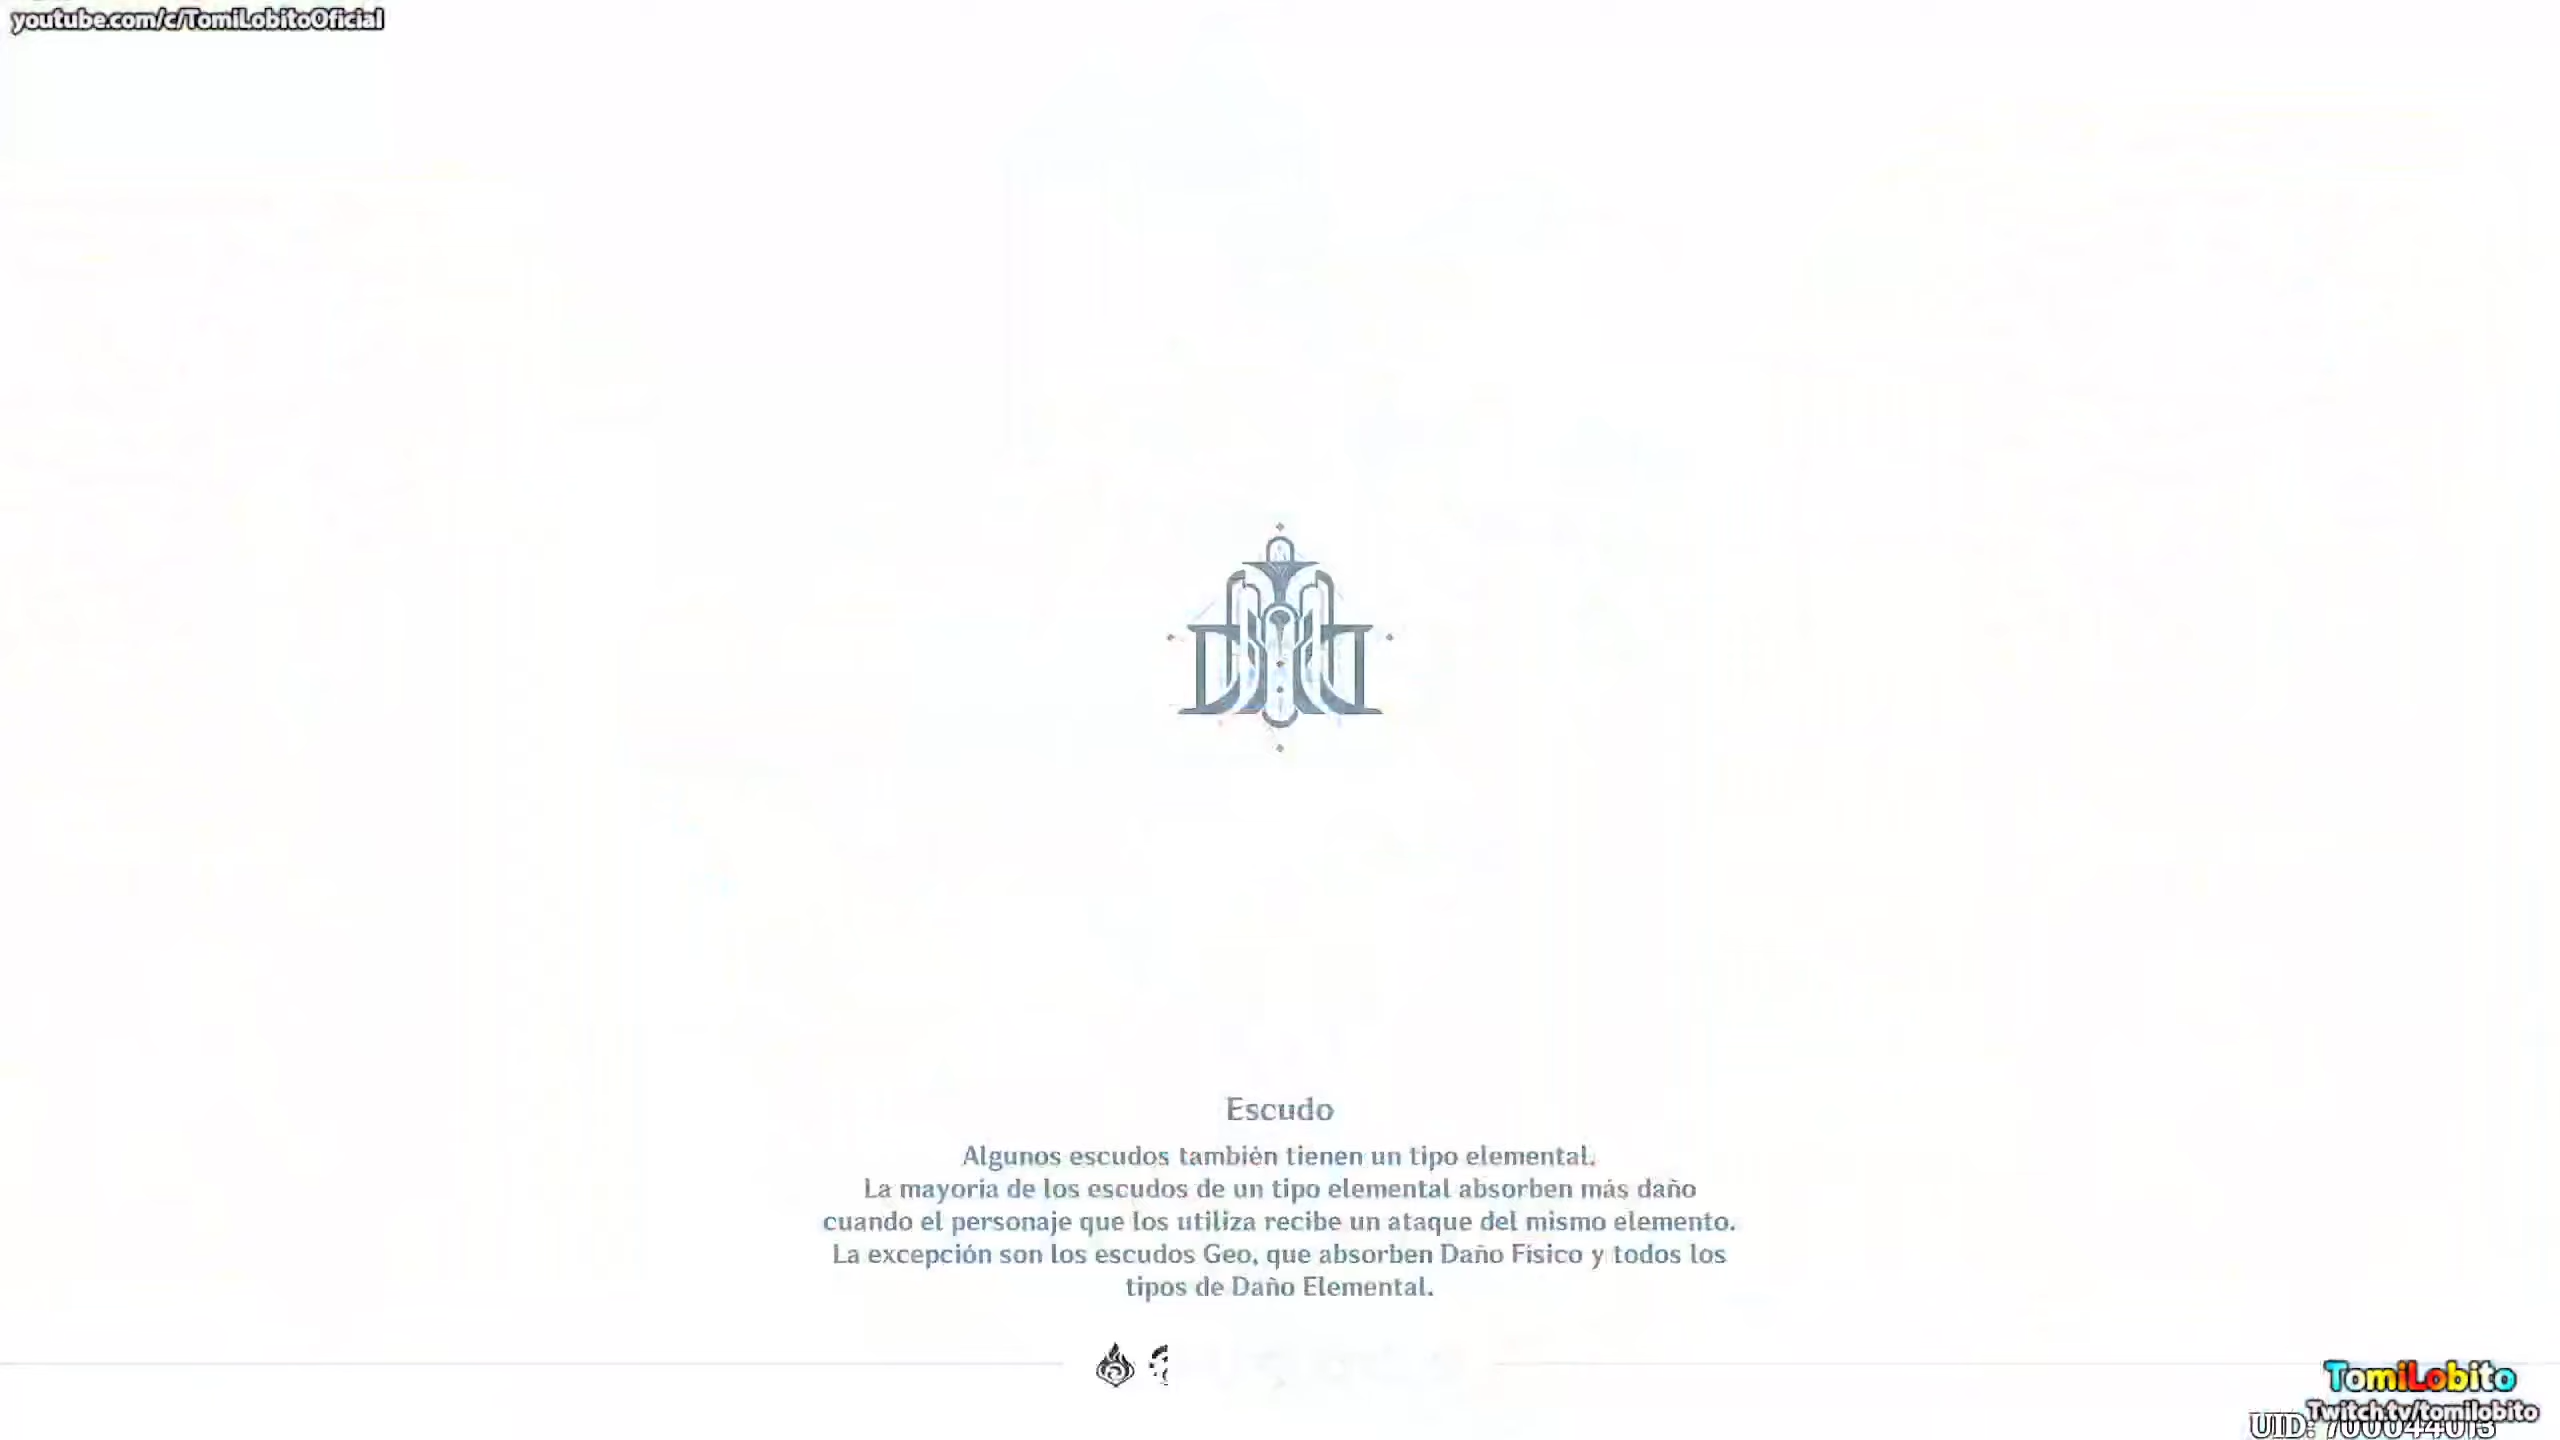 youtube.com/c/TomiLobitoOficial
Escudo
Algunos escudos también tienen un tipo elemental.
La mayoría de los escudos de un tipo elemental absorben más daño
cuando el personaje que los utiliza recibe un ataque del mismo elemento.
La excepción son los escudos Geo, que absorben Daño Físico y todos los
tipos de Daño Elemental.
TomiLobito
Twitch.tv/tomilobito
UID: 700044013